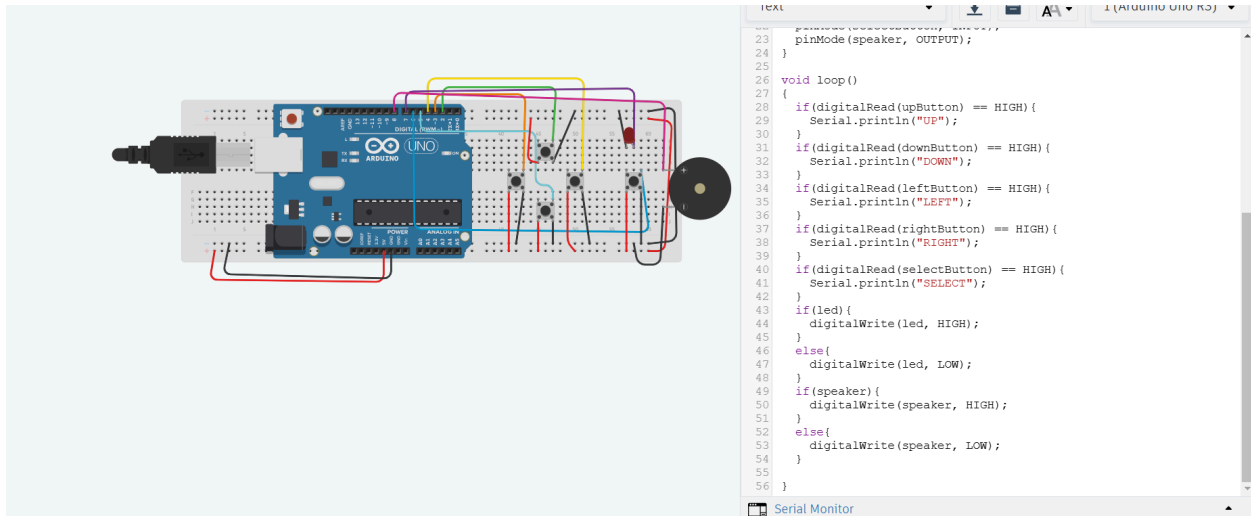 Text
1 (Arduino Uno R3)
23 pinMode(speaker, OUTPUT);
24 }
25
26 void loop()
27 {
28 if(digitalRead(upButton) == HIGH){
29 Serial.println("UP");
30 }
31 if(digitalRead(downButton) == HIGH){
32 Serial.println("DOWN");
33 }
34 if(digitalRead(leftButton) == HIGH){
35 Serial.println("LEFT");
36 }
37 if(digitalRead(rightButton) == HIGH){
38 Serial.println("RIGHT");
39 }
40 if(digitalRead(selectButton) == HIGH){
41 Serial.println("SELECT");
42 }
43 if(led){
44 digitalWrite(led, HIGH);
45 }
46 else{
47 digitalWrite(led, LOW);
48 }
49 if(speaker){
50 digitalWrite(speaker, HIGH);
51 }
52 else{
53 digitalWrite(speaker, LOW);
54 }
55
56 }
Serial Monitor
UNO
ARDUINO
POWER
ANALOG IN